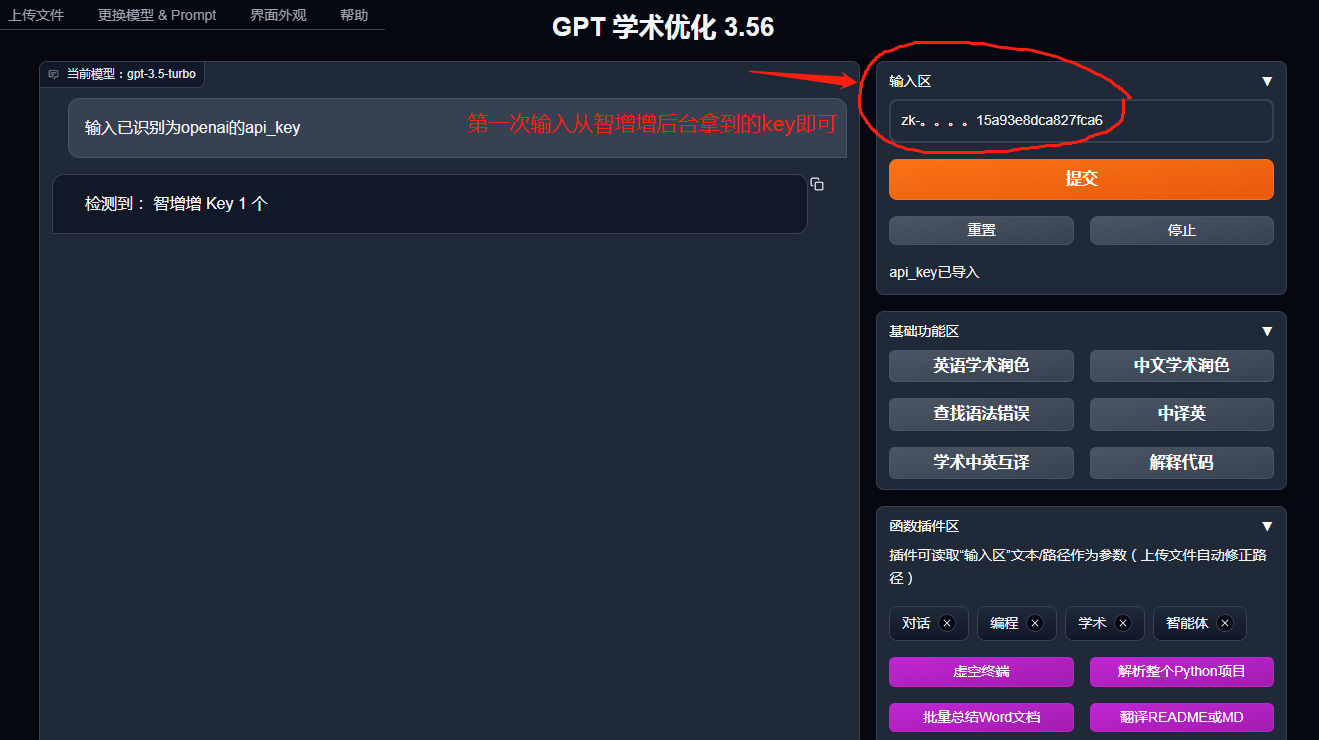 上传文件 更换模型 & Prompt 界面外观 帮助
GPT 学术优化 3.56
当前模型：gpt-3.5-turbo
输入已识别为openai的api_key
第一次输入从智增增后台拿到的key即可
检测到： 智增增 Key 1 个
输入区 ▼
zk-。。。。15a93e8dca827fca6
提交
重置 停止
api_key已导入
基础功能区 ▼
英语学术润色 中文学术润色
查找语法错误 中译英
学术中英互译 解释代码
函数插件区 ▼
插件可读取“输入区”文本/路径作为参数（上传文件自动修正路
径）
对话 编程 学术 智能体
虚空终端 解析整个Python项目
批量总结Word文档 翻译README或MD